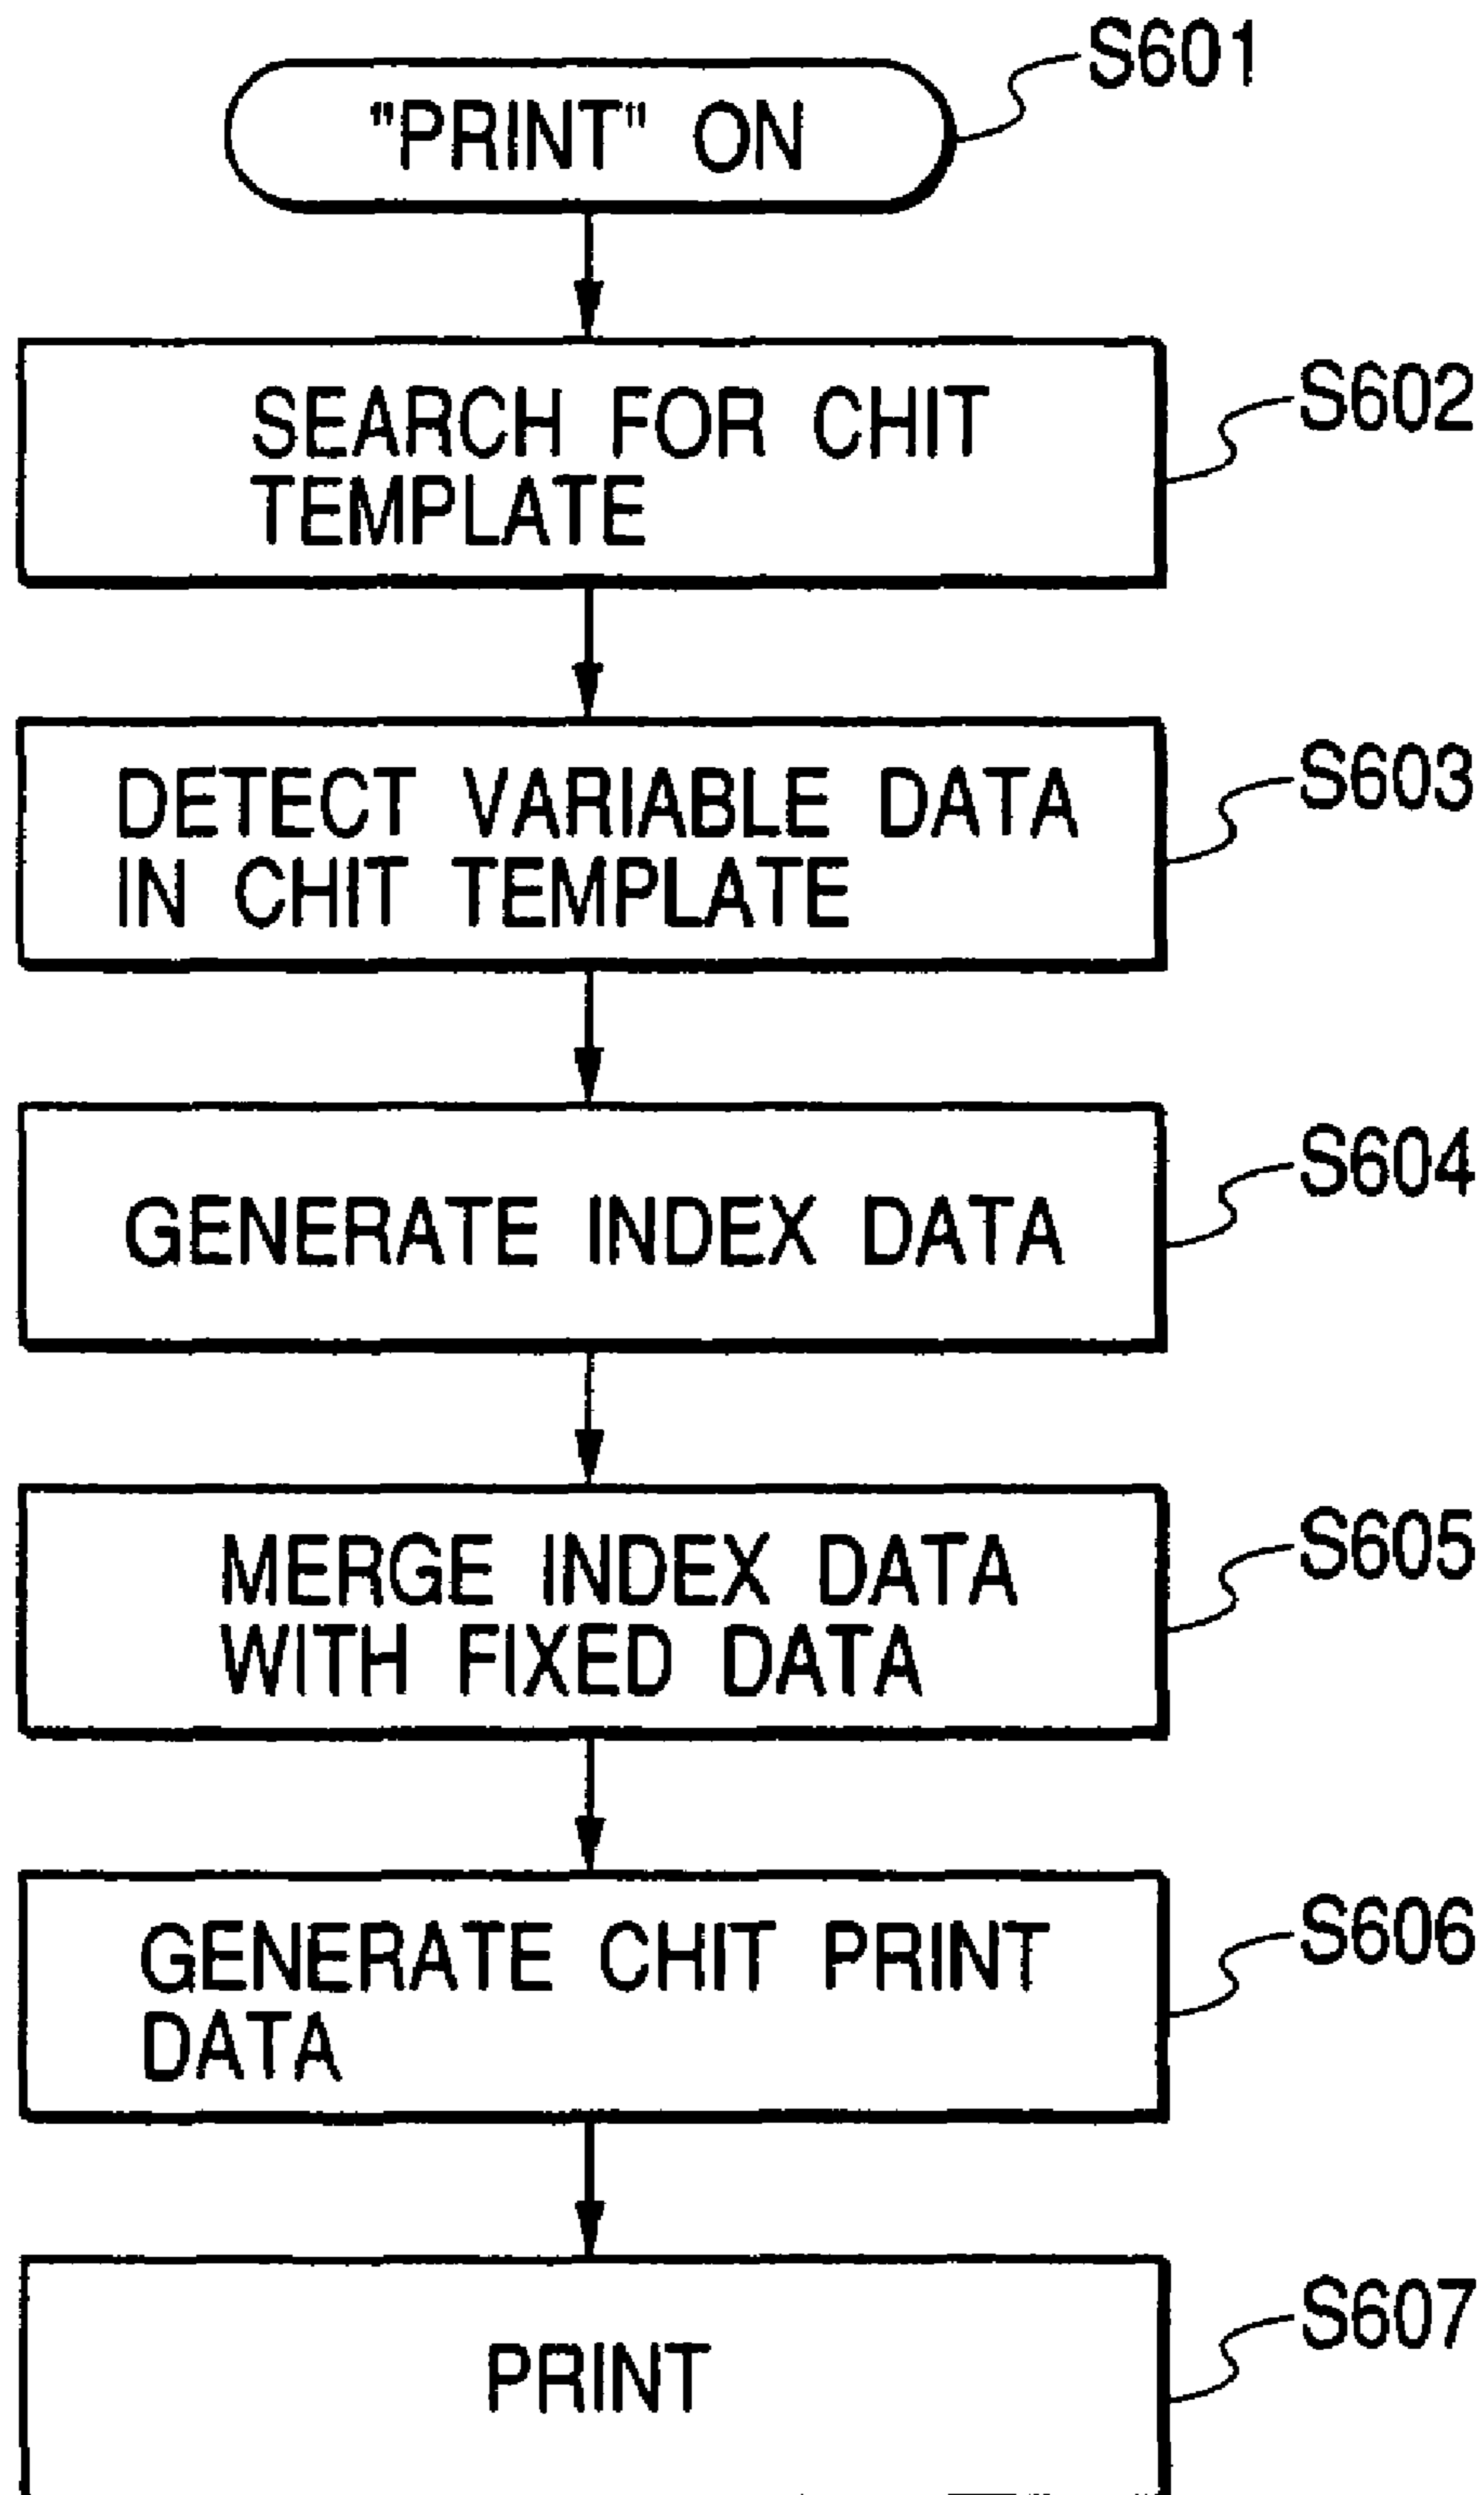 S601
"PRINT" ON
S602
SEARCH FOR CHIT
TEMPLATE
S603
DETECT VARIABLE DATA
IN CHIT TEMPLATE
S604
GENERATE INDEX DATA
S605
MERGE INDEX DATA
WITH FIXED DATA
S606
GENERATE CHIT PRINT
DATA
S607
PRINT